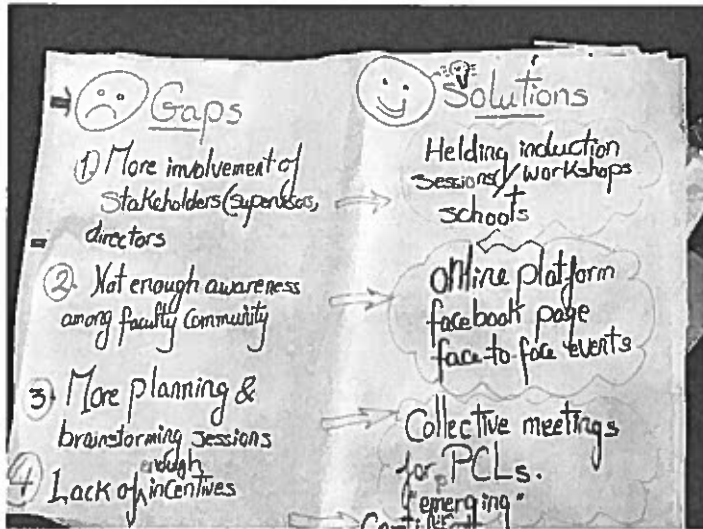 Gaps
1) More involvement of
stakeholders (supervisors,
directors
2. Not enough awareness
among faculty community
3. More planning &
brainstorming sessions
4 Lack of enough incentives
Solutions
Helding induction
sessions/workshops
+
schools
online platform
facebook page
face-to-face events
Collective meetings
for PCLs.
"emerging"